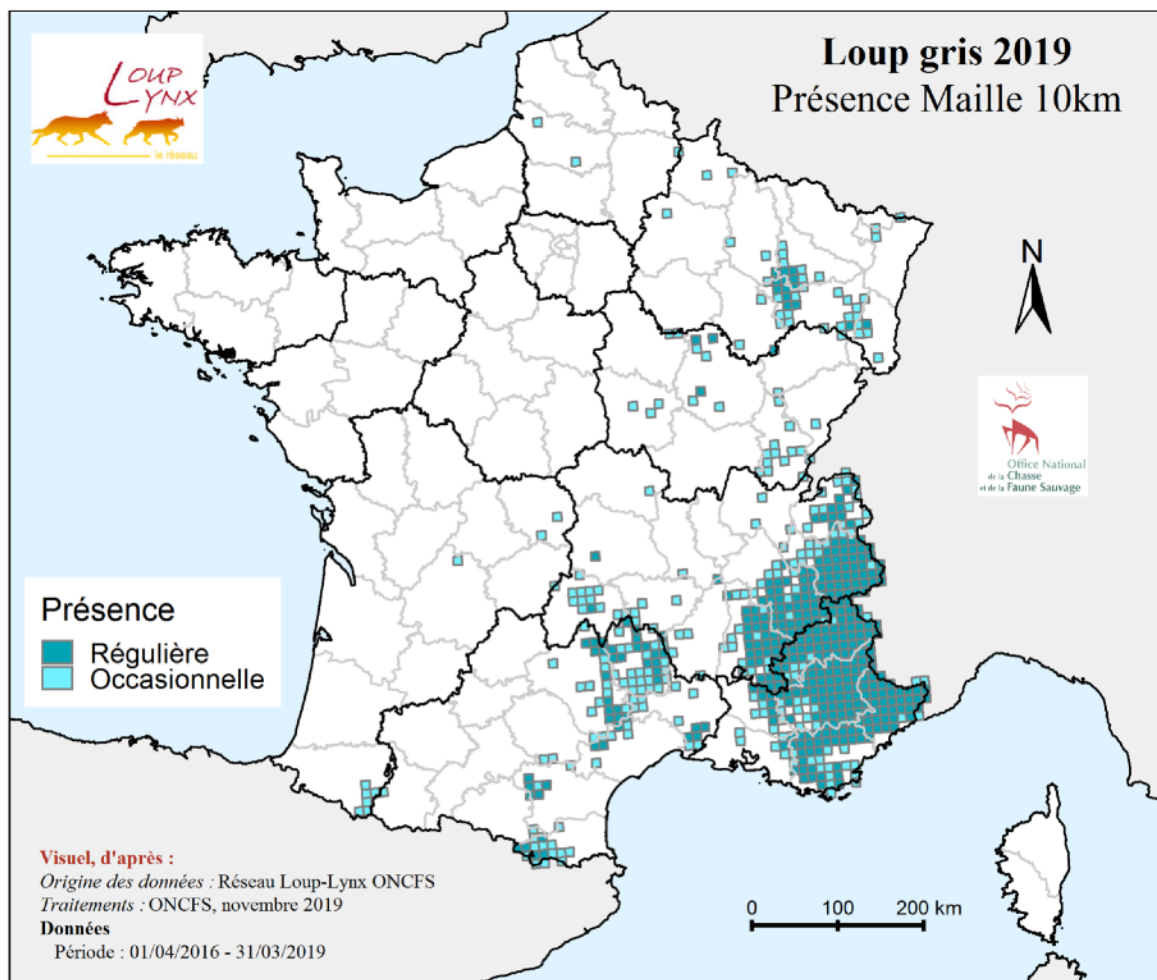 Loup gris 2019
Présence Maille 10km
LOUP
LYNX
le réseau
N
Office National
de la Chasse
et de la Faune Sauvage
Présence
Régulière
Occasionnelle
Visuel, d'après :
Origine des données : Réseau Loup-Lynx ONCFS
Traitements : ONCFS, novembre 2019
Données
Période : 01/04/2016 - 31/03/2019
0 100 200 km